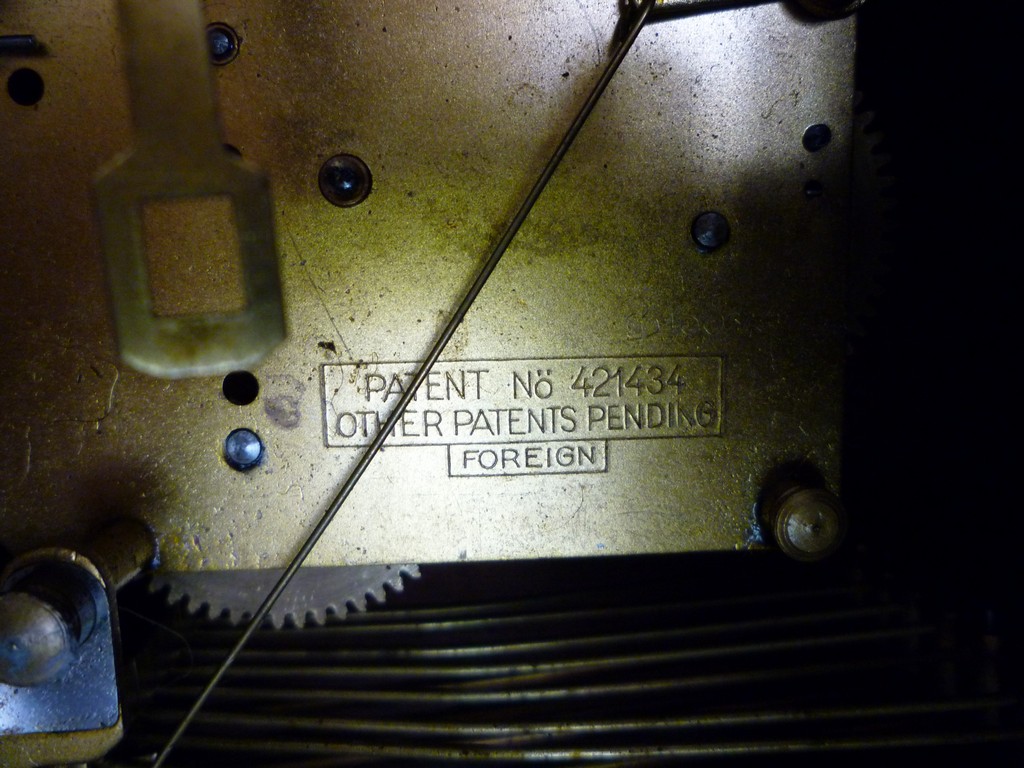 PATENT Nö 421434
OTHER PATENTS PENDING
FOREIGN